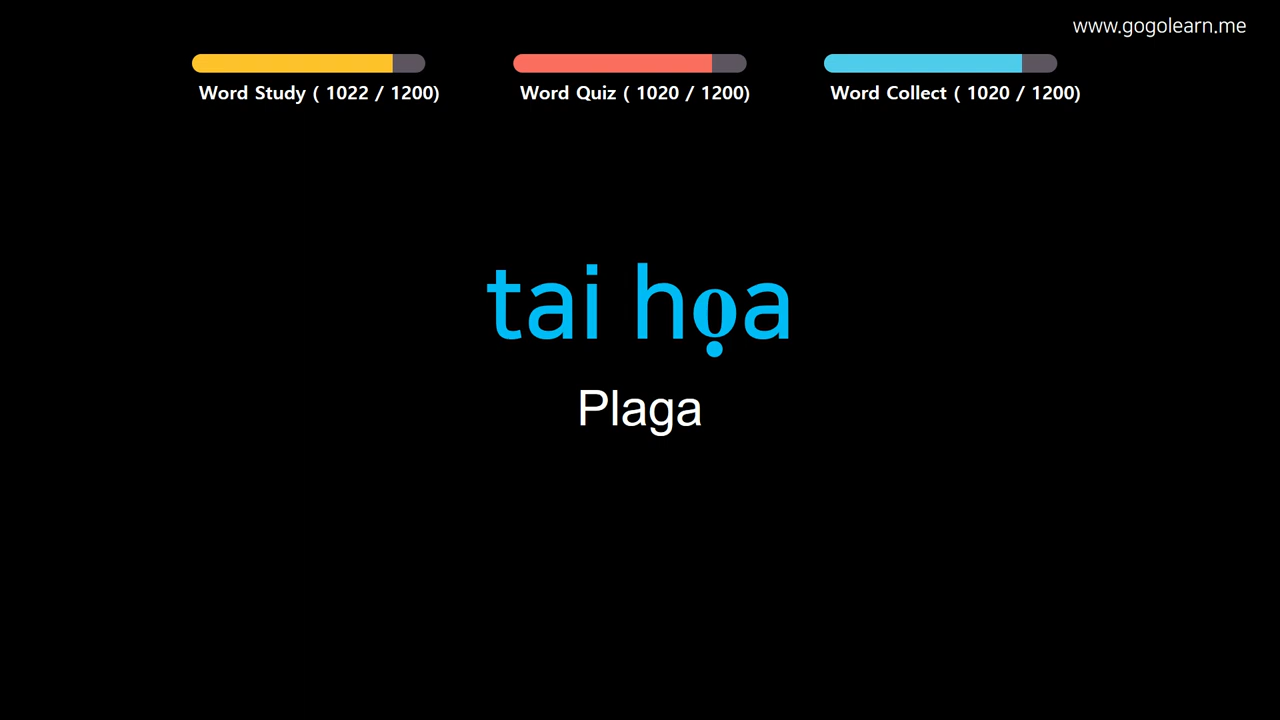 www.gogolearn.me
Word Study ( 1022 / 1200)
Word Quiz ( 1020 / 1200)
Word Collect ( 1020 / 1200)
tai họa
Plaga